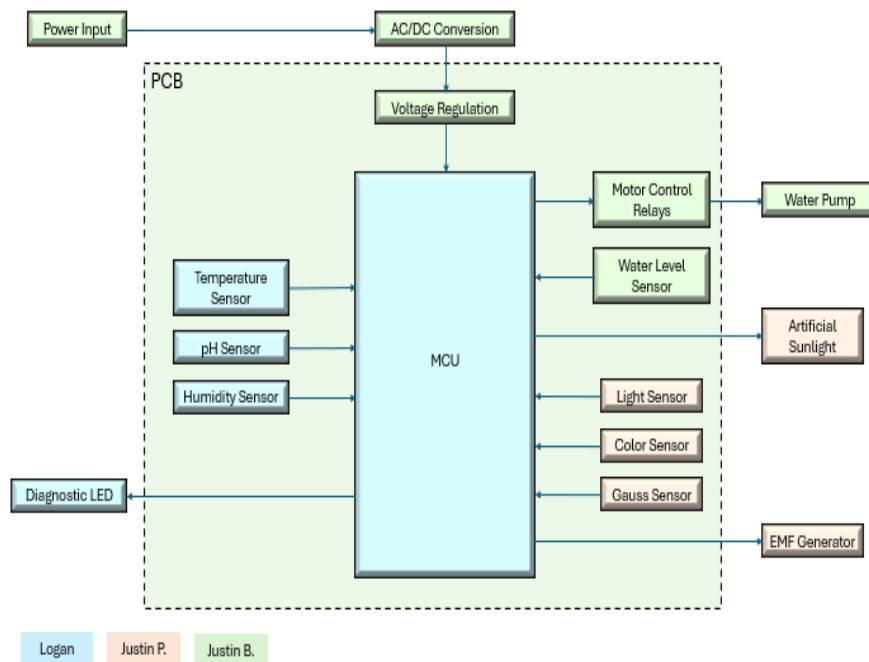 Power Input
AC/DC Conversion
PCB
Voltage Regulation
Motor Control
Relays
Water Pump
Temperature
Sensor
Water Level
Sensor
Artificial
Sunlight
pH Sensor
MCU
Humidity Sensor
Light Sensor
Color Sensor
Diagnostic LED
Gauss Sensor
EMF Generator
Logan
Justin P.
Justin B.